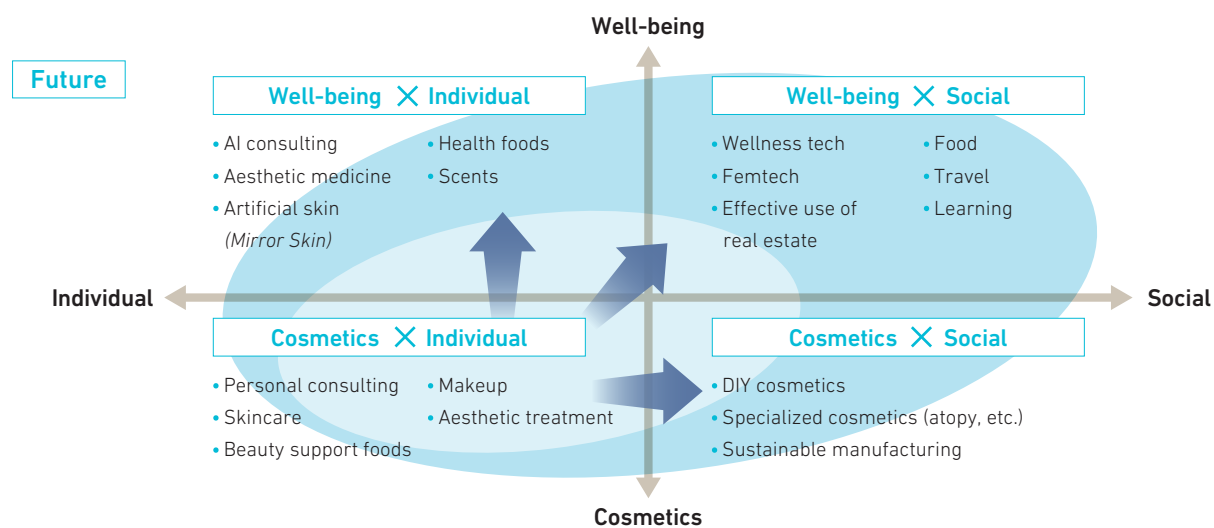 Well-being
Future
Well-being × Individual
• AI consulting
• Aesthetic medicine
• Artificial skin
(Mirror Skin)
• Health foods
• Scents
Well-being × Social
• Wellness tech
• Femtech
• Effective use of
real estate
• Food
• Travel
• Learning
Individual
Social
Cosmetics × Individual
• Personal consulting
• Skincare
• Beauty support foods
• Makeup
• Aesthetic treatment
Cosmetics × Social
• DIY cosmetics
• Specialized cosmetics (atopy, etc.)
• Sustainable manufacturing
Cosmetics